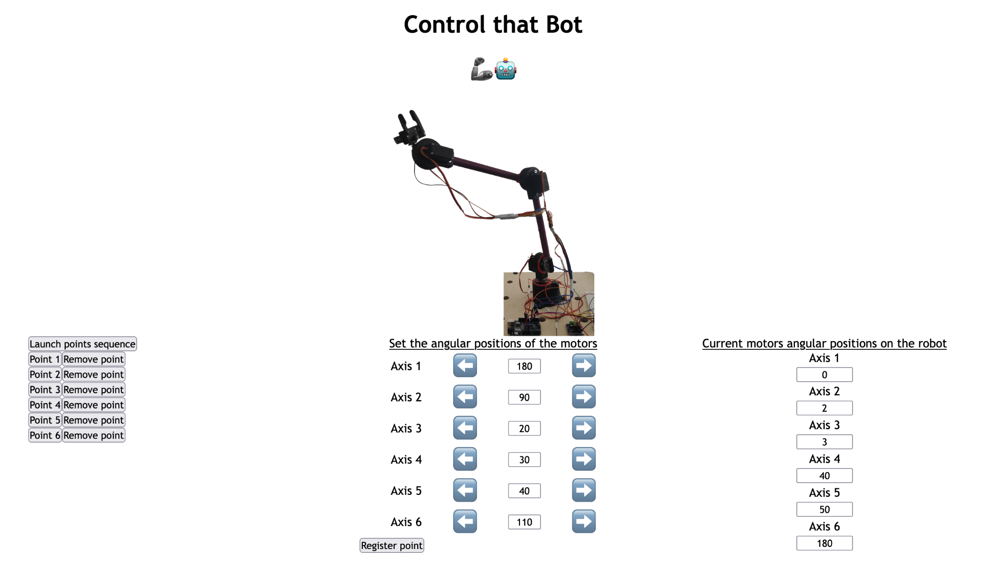 Control that Bot
Launch points sequence
Point 1 Remove point
Point 2 Remove point
Point 3 Remove point
Point 4 Remove point
Point 5 Remove point
Point 6 Remove point
Set the angular positions of the motors
Axis 1 180
Axis 2 90
Axis 3 20
Axis 4 30
Axis 5 40
Axis 6 110
Register point
Current motors angular positions on the robot
Axis 1
0
Axis 2
2
Axis 3
3
Axis 4
40
Axis 5
50
Axis 6
180